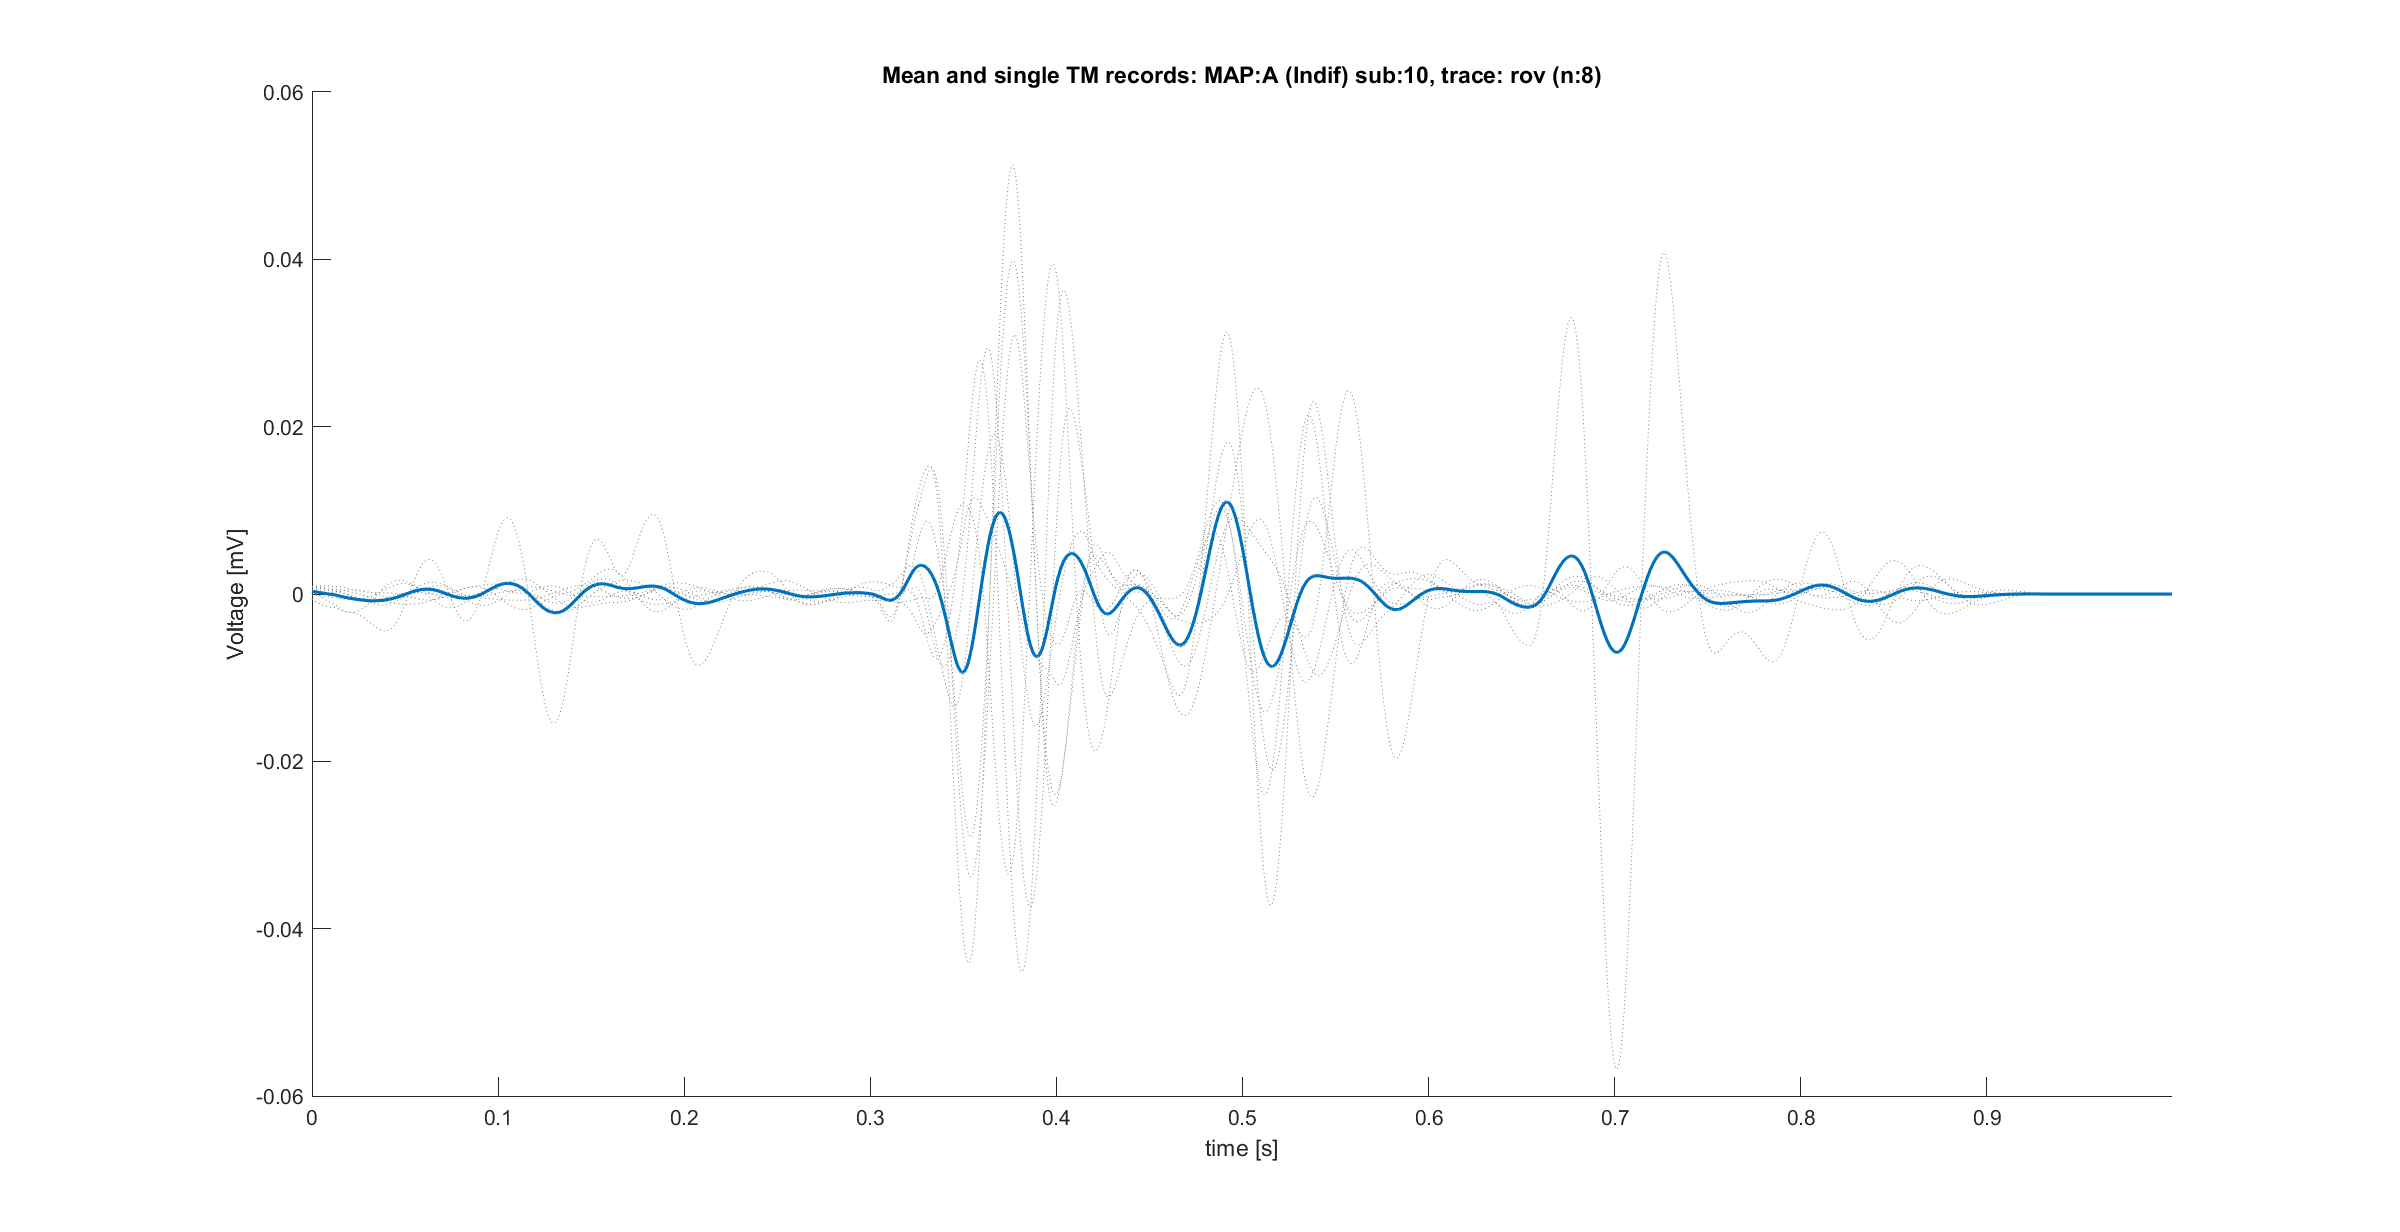 Mean and single TM records: MAP:A (Indif) sub:10, trace: rov (n:8)
0.06
0.04
0.02
0
-0.02
-0.04
-0.06
Voltage [mV]
0 0.1 0.2 0.3 0.4 0.5 0.6 0.7 0.8 0.9
time [s]